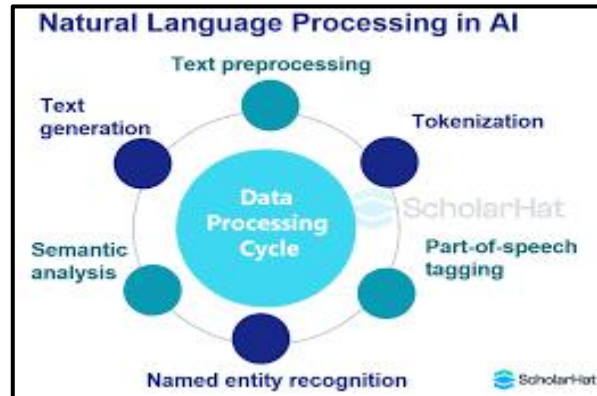 Natural Language Processing in AI
Text preprocessing
Text
generation
Tokenization
Data
Processing
Cycle
ScholarHat
Semantic
analysis
Part-of-speech
tagging
Named entity recognition
ScholarHat